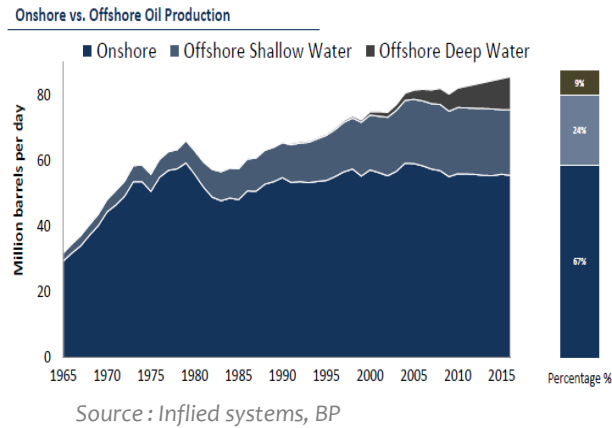 Onshore vs. Offshore Oil Production
Onshore Offshore Shallow Water Offshore Deep Water
Million barrels per day
80
60
40
20
0
1965 1970 1975 1980 1985 1990 1995 2000 2005 2010 2015
9%
24%
67%
Percentage %
Source : Inflied systems, BP